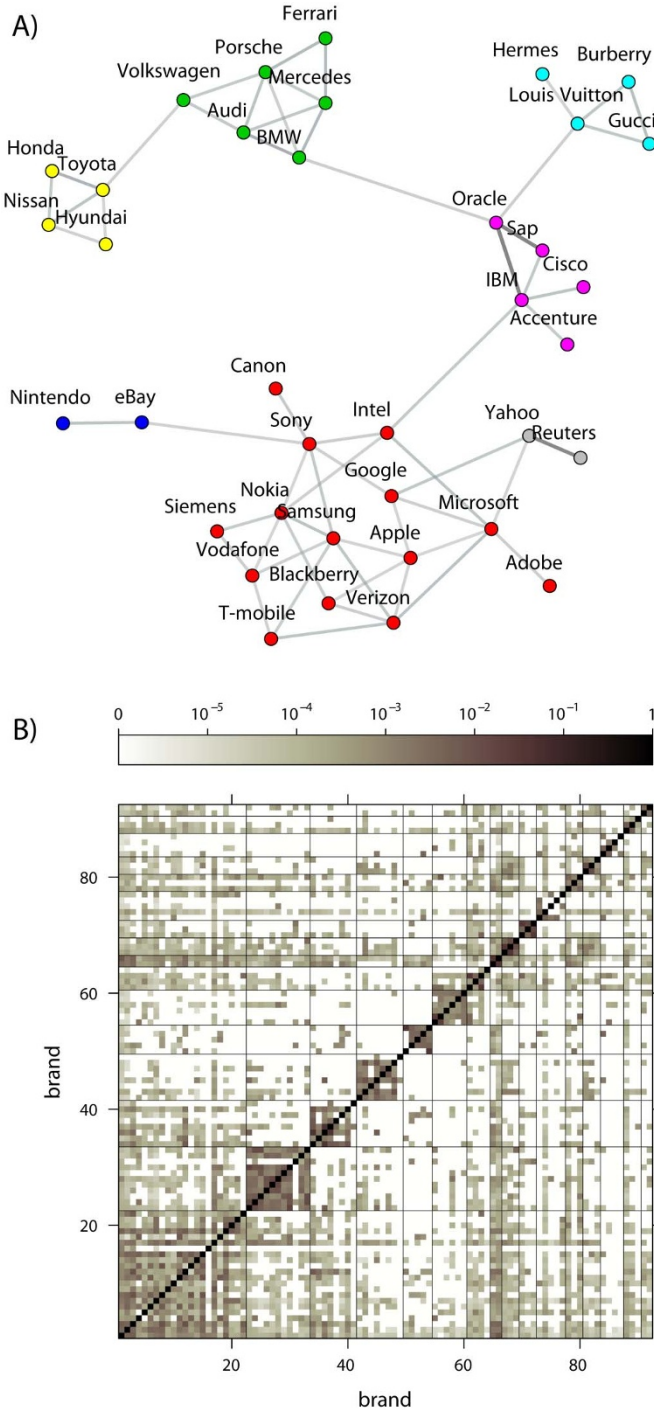 A)
Ferrari
Porsche
Mercedes
Volkswagen
Audi
BMW
Hermes
Burberry
Louis Vuitton
Gucci
Honda
Toyota
Nissan
Hyundai
Oracle
Sap
Cisco
IBM
Accenture
Canon
Nintendo
eBay
Sony
Intel
Yahoo
Reuters
Google
Nokia
Siemens
Samsung
Microsoft
Vodafone
Apple
Blackberry
Adobe
T-mobile
Verizon
B)
0 10⁻⁵ 10⁻⁴ 10⁻³ 10⁻² 10⁻¹ 1
80
60
40
20
brand
20 40 60 80
brand